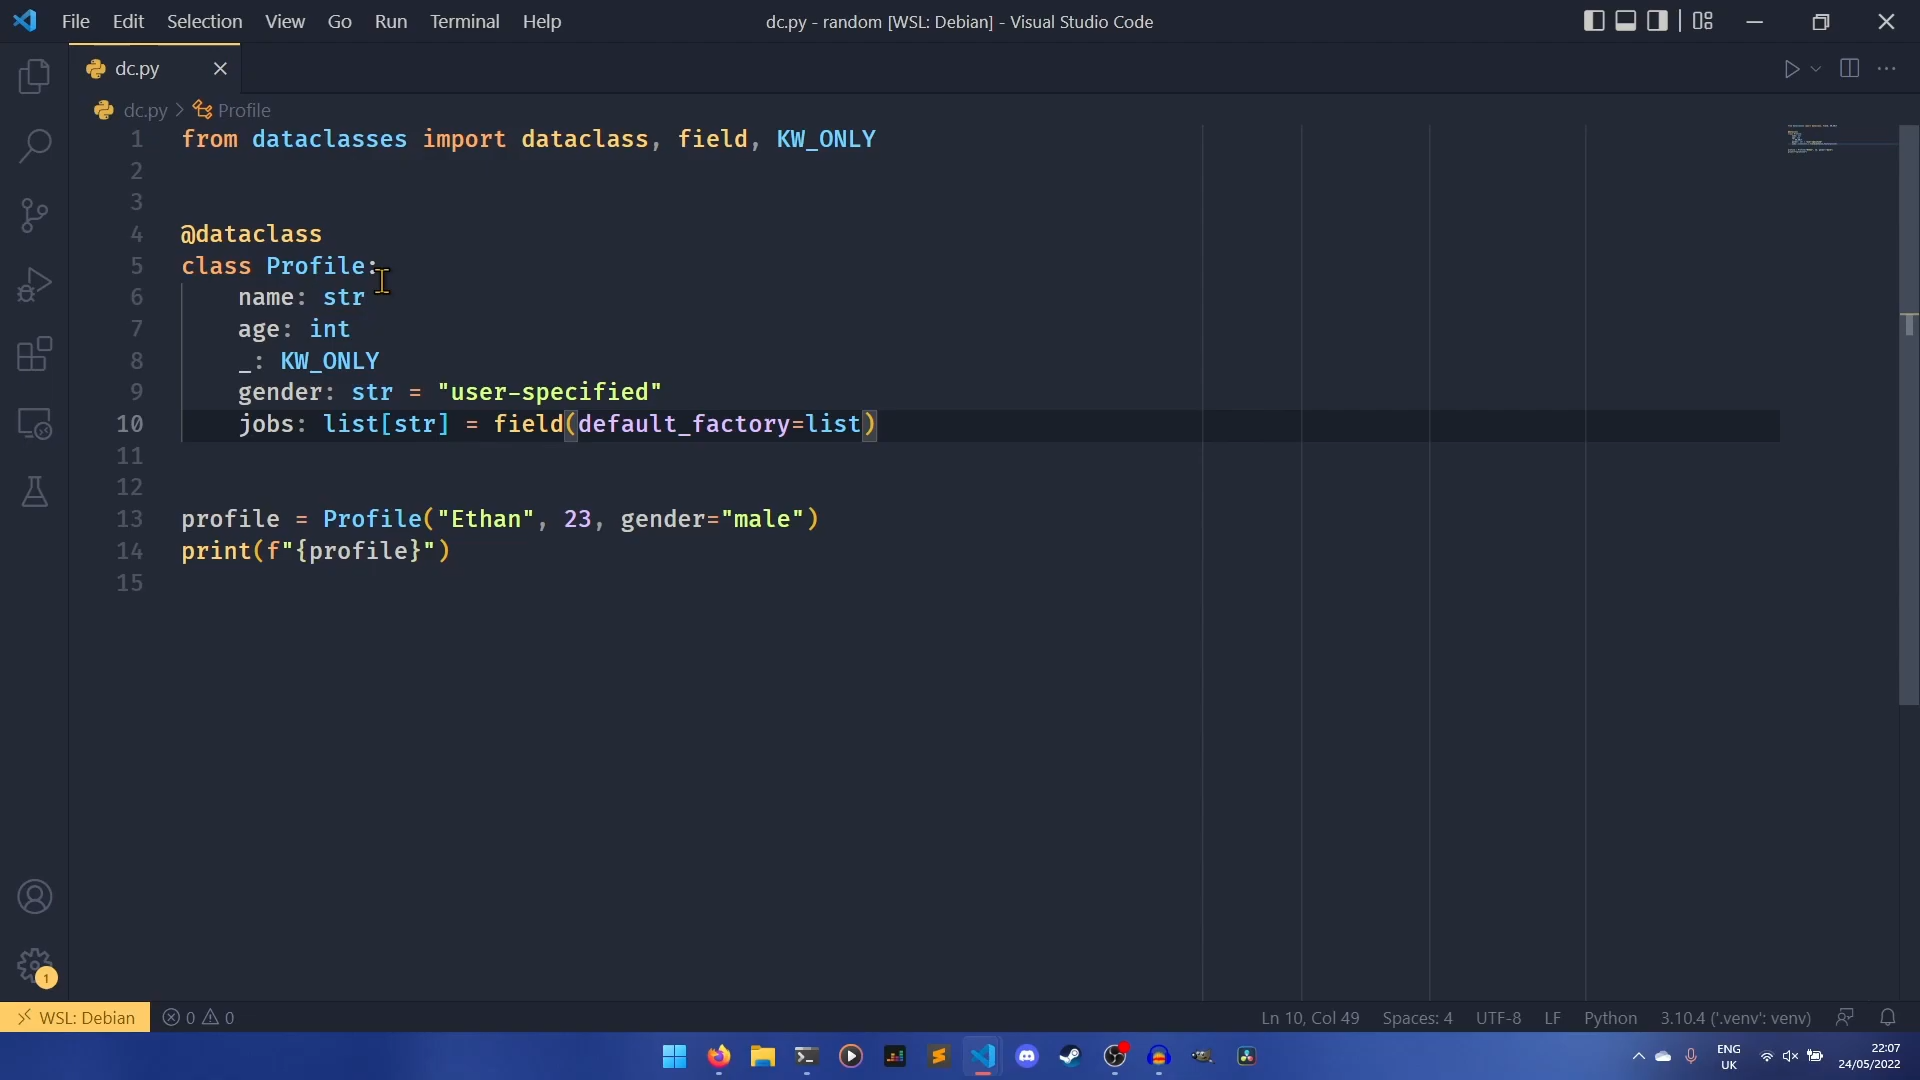 File Edit Selection View Go Run Terminal Help dc.py - random [WSL: Debian] - Visual Studio Code
dc.py
dc.py > Profile
1 from dataclasses import dataclass, field, KW_ONLY
2
3
4 @dataclass
5 class Profile:
6     name: str
7     age: int
8     _: KW_ONLY
9     gender: str = "user-specified"
10     jobs: list[str] = field(default_factory=list)
11
12
13 profile = Profile("Ethan", 23, gender="male")
14 print(f"{profile}")
15
1
WSL: Debian 0 0 Ln 10, Col 49 Spaces: 4 UTF-8 LF Python 3.10.4 ('.venv': venv)
ENG
UK
22:07
24/05/2022